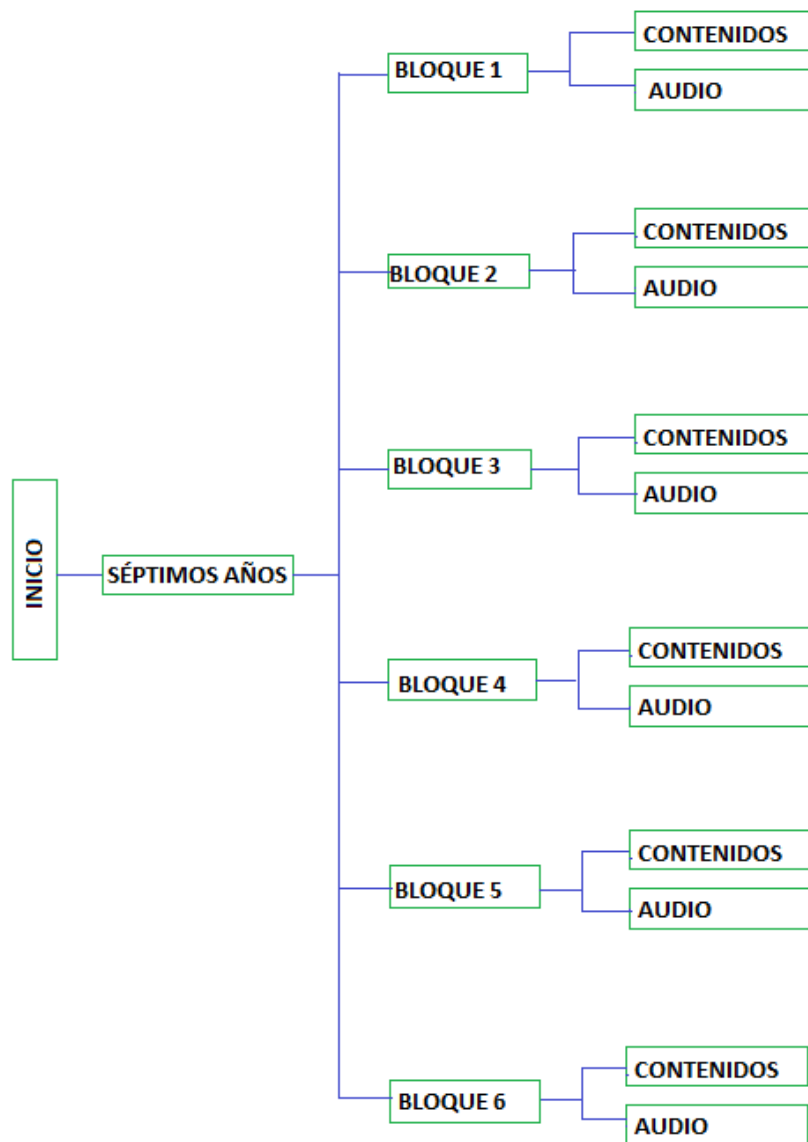 INICIO
SÉPTIMOS AÑOS
BLOQUE 1
CONTENIDOS
AUDIO
BLOQUE 2
CONTENIDOS
AUDIO
BLOQUE 3
CONTENIDOS
AUDIO
BLOQUE 4
CONTENIDOS
AUDIO
BLOQUE 5
CONTENIDOS
AUDIO
BLOQUE 6
CONTENIDOS
AUDIO